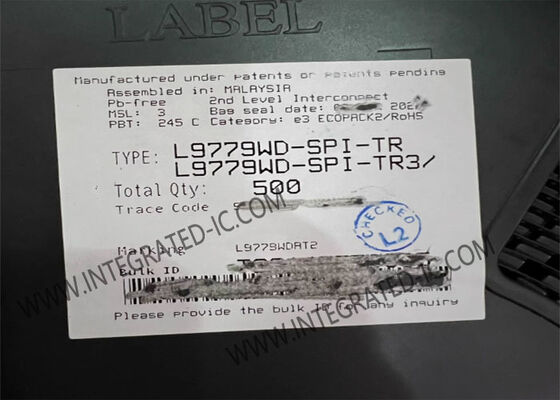 LABEL
Manufactured under patents or patents pending
Assembled in: MALAYSIA
Pb-free 2nd Level Interconnect
MSL: 3 Bag seal date:
PBT: 245 C Category: e3 ECOPACK2/RoHS
TYPE: L9779WD-SPI-TR
L9779WD-SPI-TR3/
Total Qty: 500
Trace Code
CHECKED
L2
Marking L9779WDAT2
Bulk ID
Please provide the bulk ID for any inquiry
WWW.INTEGRATED-IC.COM
WWW.INTEGRATED-IC.COM